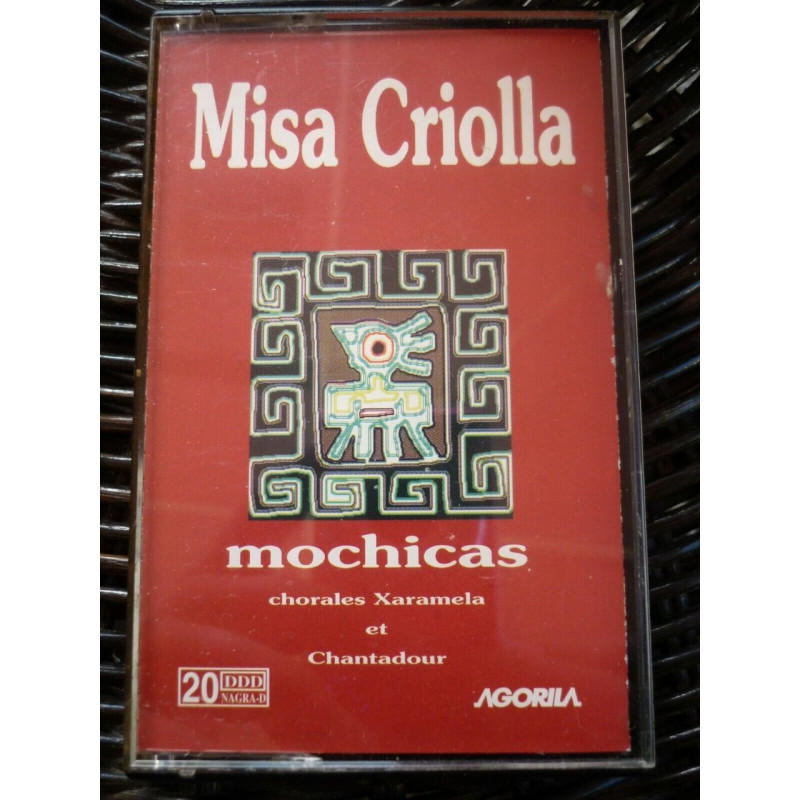 Misa Criolla
mochicas
chorales Xaramela
et
Chantadour
20 DDD
NAGRA-D
AGORILA